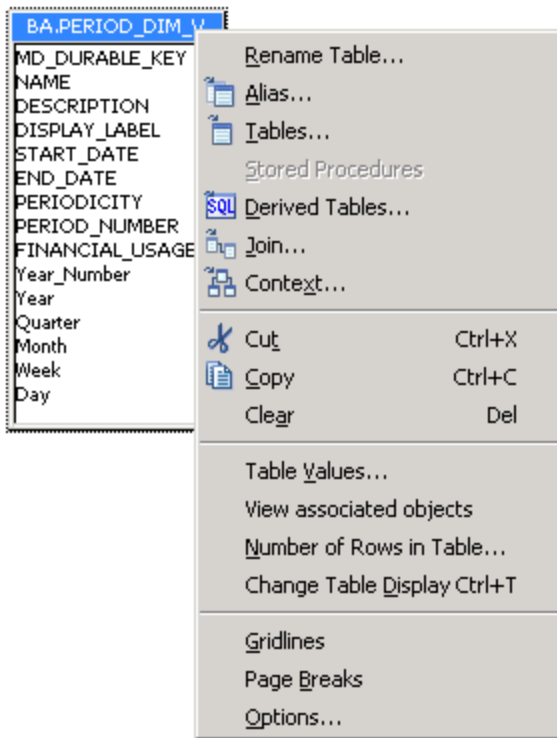 BA.PERIOD_DIM_V
MD_DURABLE_KEY
NAME
DESCRIPTION
DISPLAY_LABEL
START_DATE
END_DATE
PERIODICITY
PERIOD_NUMBER
FINANCIAL_USAGE
Year_Number
Year
Quarter
Month
Week
Day
Rename Table...
Alias...
Tables...
Stored Procedures
SQL Derived Tables...
Join...
Context...
Cut Ctrl+X
Copy Ctrl+C
Clear Del
Table Values...
View associated objects
Number of Rows in Table...
Change Table Display Ctrl+T
Gridlines
Page Breaks
Options...